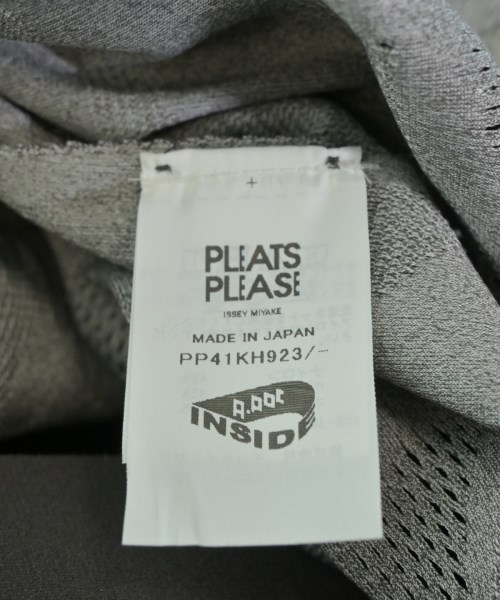 PLEATS
PLEASE
ISSEY MIYAKE
MADE IN JAPAN
PP41KH923/-
A-POC
INSIDE